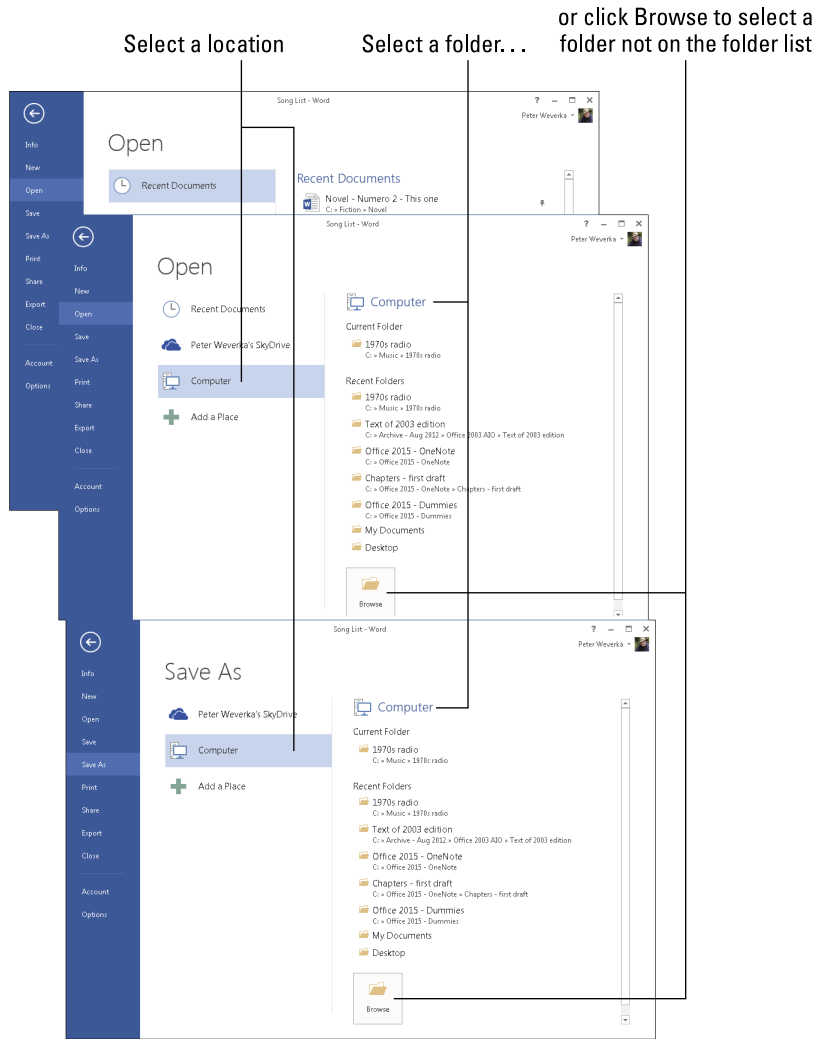 Select a location
Select a folder. . .
or click Browse to select a
folder not on the folder list
Song List - Word
? – □ ×
Peter Weverka
Info
New
Open
Save
Save As
Print
Share
Export
Close
Account
Options
Open
Recent Documents
Recent Documents
Novel - Numero 2 - This one
C: » Fiction » Novel
Song List - Word
? – □ ×
Peter Weverka
Info
New
Open
Save
Save As
Print
Share
Export
Close
Account
Options
Open
Recent Documents
Peter Weverka's SkyDrive
Computer
Add a Place
Computer
Current Folder
1970s radio
C: » Music » 1970s radio
Recent Folders
1970s radio
C: » Music » 1970s radio
Text of 2003 edition
C: » Archive - Aug 2012 » Office 2003 AIO » Text of 2003 edition
Office 2015 - OneNote
C: » Office 2015 - OneNote
Chapters - first draft
C: » Office 2015 - OneNote » Chapters - first draft
Office 2015 - Dummies
C: » Office 2015 - Dummies
My Documents
Desktop
Browse
Song List - Word
? – □ ×
Peter Weverka
Info
New
Open
Save
Save As
Print
Share
Export
Close
Account
Options
Save As
Peter Weverka's SkyDrive
Computer
Add a Place
Computer
Current Folder
1970s radio
C: » Music » 1970s radio
Recent Folders
1970s radio
C: » Music » 1970s radio
Text of 2003 edition
C: » Archive - Aug 2012 » Office 2003 AIO » Text of 2003 edition
Office 2015 - OneNote
C: » Office 2015 - OneNote
Chapters - first draft
C: » Office 2015 - OneNote » Chapters - first draft
Office 2015 - Dummies
C: » Office 2015 - Dummies
My Documents
Desktop
Browse